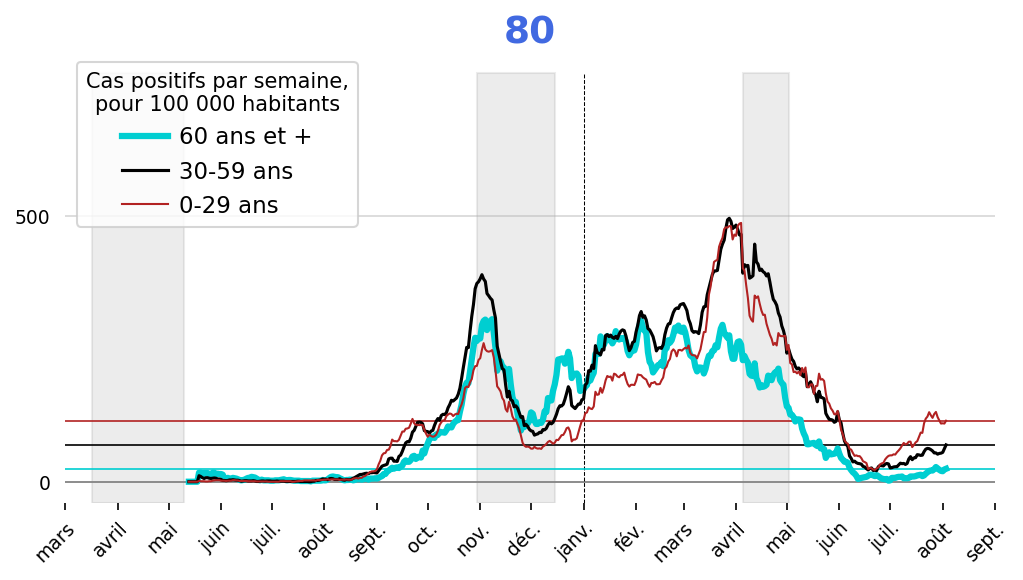 80
Cas positifs par semaine,
pour 100 000 habitants
60 ans et +
30-59 ans
0-29 ans
500
0
mars
avril
mai
juin
juil.
août
sept.
oct.
nov.
déc.
janv.
fév.
mars
avril
mai
juin
juil.
août
sept.